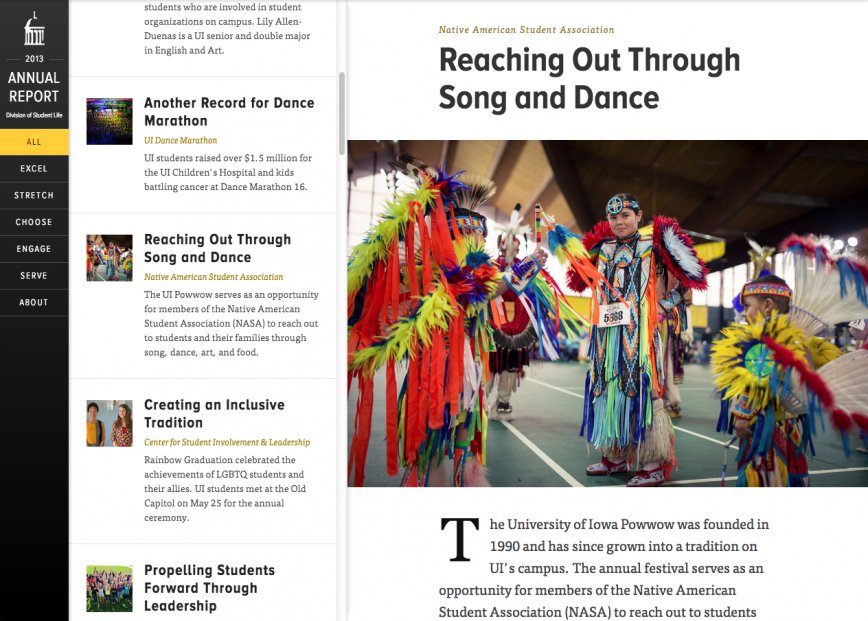 2013
ANNUAL
REPORT
Division of Student Life
ALL
EXCEL
STRETCH
CHOOSE
ENGAGE
SERVE
ABOUT
students who are involved in student
organizations on campus. Lily Allen-
Duenas is a UI senior and double major
in English and Art.
Another Record for Dance
Marathon
UI Dance Marathon
UI students raised over $1.5 million for
the UI Children's Hospital and kids
battling cancer at Dance Marathon 16.
Reaching Out Through
Song and Dance
Native American Student Association
The UI Powwow serves as an opportunity
for members of the Native American
Student Association (NASA) to reach out
to students and their families through
song, dance, art, and food.
Creating an Inclusive
Tradition
Center for Student Involvement & Leadership
Rainbow Graduation celebrated the
achievements of LGBTQ students and
their allies. UI students met at the Old
Capitol on May 25 for the annual
ceremony.
Propelling Students
Forward Through
Leadership
Native American Student Association
Reaching Out Through
Song and Dance
The University of Iowa Powwow was founded in
1990 and has since grown into a tradition on
UI's campus. The annual festival serves as an
opportunity for members of the Native American
Student Association (NASA) to reach out to students